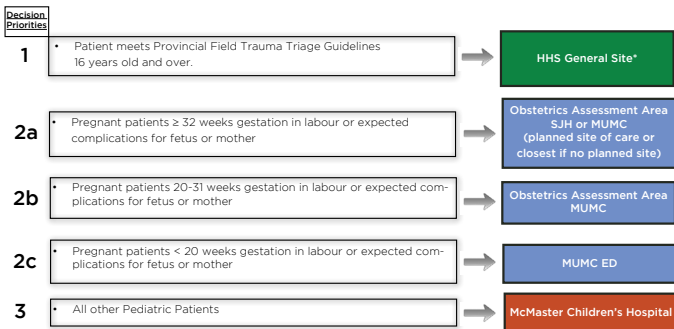 Decision
Priorities
1
• Patient meets Provincial Field Trauma Triage Guidelines
16 years old and over.
HHS General Site*
2a
• Pregnant patients ≥ 32 weeks gestation in labour or expected
complications for fetus or mother
Obstetrics Assessment Area
SJH or MUMC
(planned site of care or
closest if no planned site)
2b
• Pregnant patients 20-31 weeks gestation in labour or expected com-
plications for fetus or mother
Obstetrics Assessment Area
MUMC
2c
• Pregnant patients < 20 weeks gestation in labour or expected com-
plications for fetus or mother
MUMC ED
3
• All other Pediatric Patients
McMaster Children's Hospital